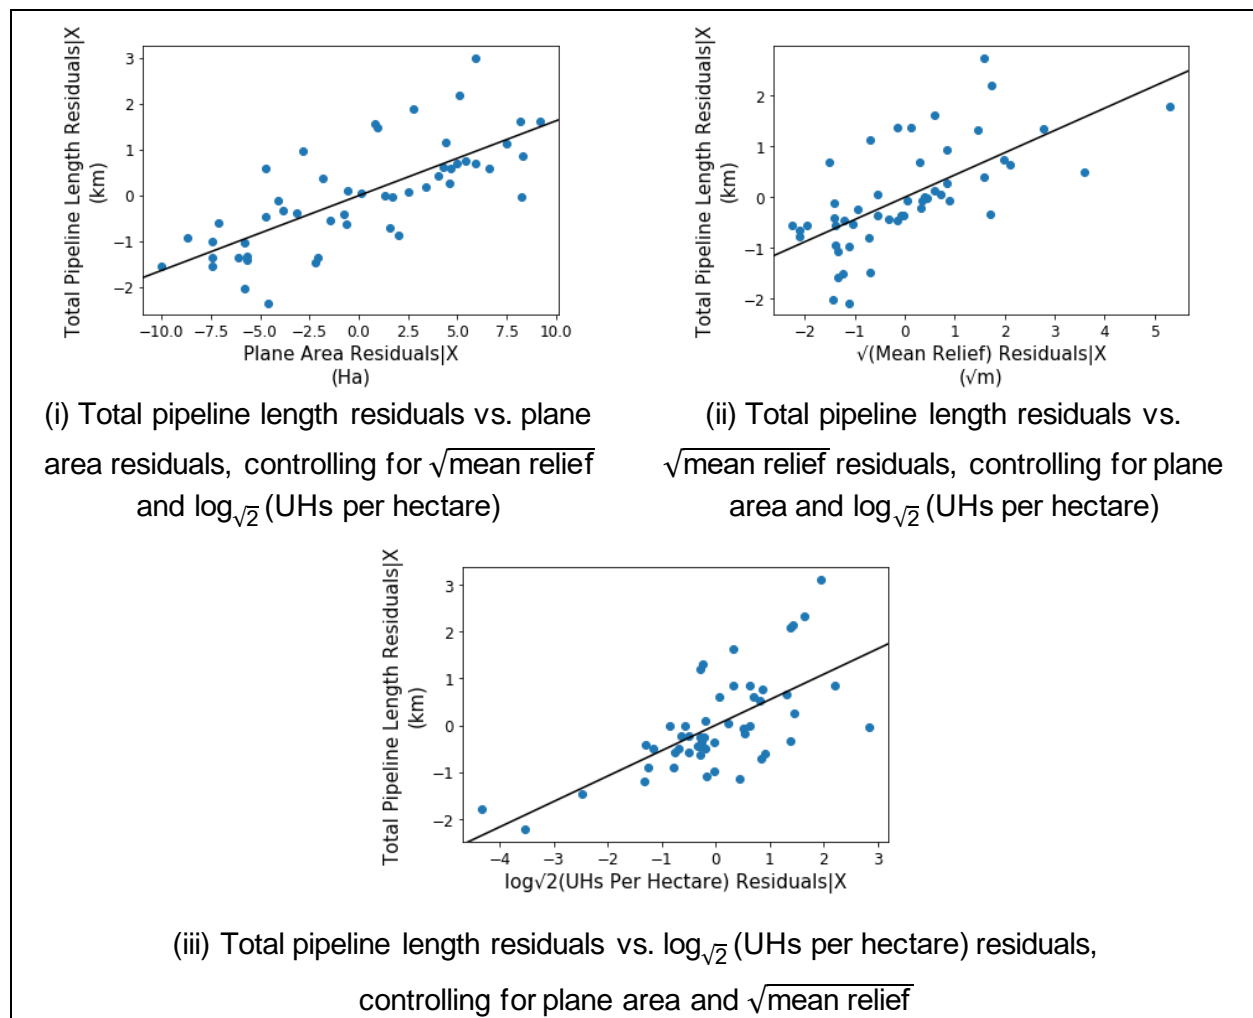 Total Pipeline Length Residuals|X
(km)
3
2
1
0
−1
−2
−10.0 −7.5 −5.0 −2.5 0.0 2.5 5.0 7.5 10.0
Plane Area Residuals|X
(Ha)
(i) Total pipeline length residuals vs. plane
area residuals, controlling for √mean relief
and log√2 (UHs per hectare)
Total Pipeline Length Residuals|X
(km)
2
1
0
−1
−2
−2 −1 0 1 2 3 4 5
√(Mean Relief) Residuals|X
(√m)
(ii) Total pipeline length residuals vs.
√mean relief residuals, controlling for plane
area and log√2 (UHs per hectare)
Total Pipeline Length Residuals|X
(km)
3
2
1
0
−1
−2
−4 −3 −2 −1 0 1 2 3
log√2(UHs Per Hectare) Residuals|X
(iii) Total pipeline length residuals vs. log√2 (UHs per hectare) residuals,
controlling for plane area and √mean relief